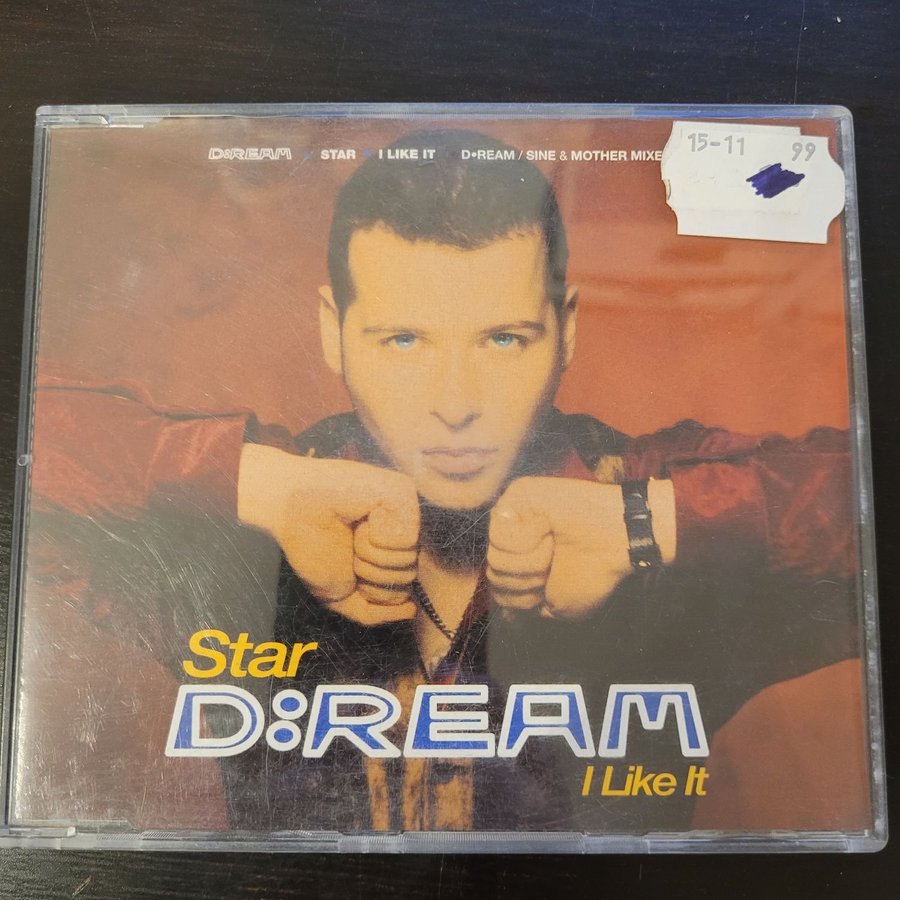 D:REAM STAR I LIKE IT D•REAM / SINE & MOTHER MIXE
15-11 99
Star
D:REAM
I Like It